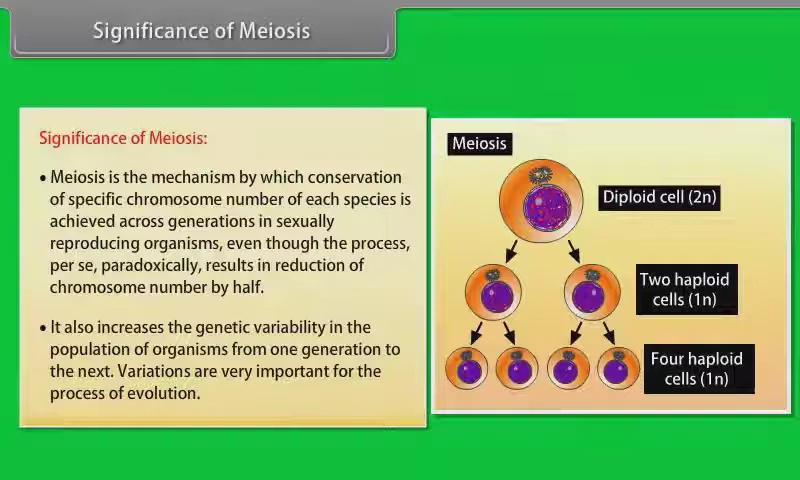 Significance of Meiosis
Significance of Meiosis:
• Meiosis is the mechanism by which conservation
of specific chromosome number of each species is
achieved across generations in sexually
reproducing organisms, even though the process,
per se, paradoxically, results in reduction of
chromosome number by half.
• It also increases the genetic variability in the
population of organisms from one generation to
the next. Variations are very important for the
process of evolution.
Meiosis
Diploid cell (2n)
Two haploid
cells (1n)
Four haploid
cells (1n)